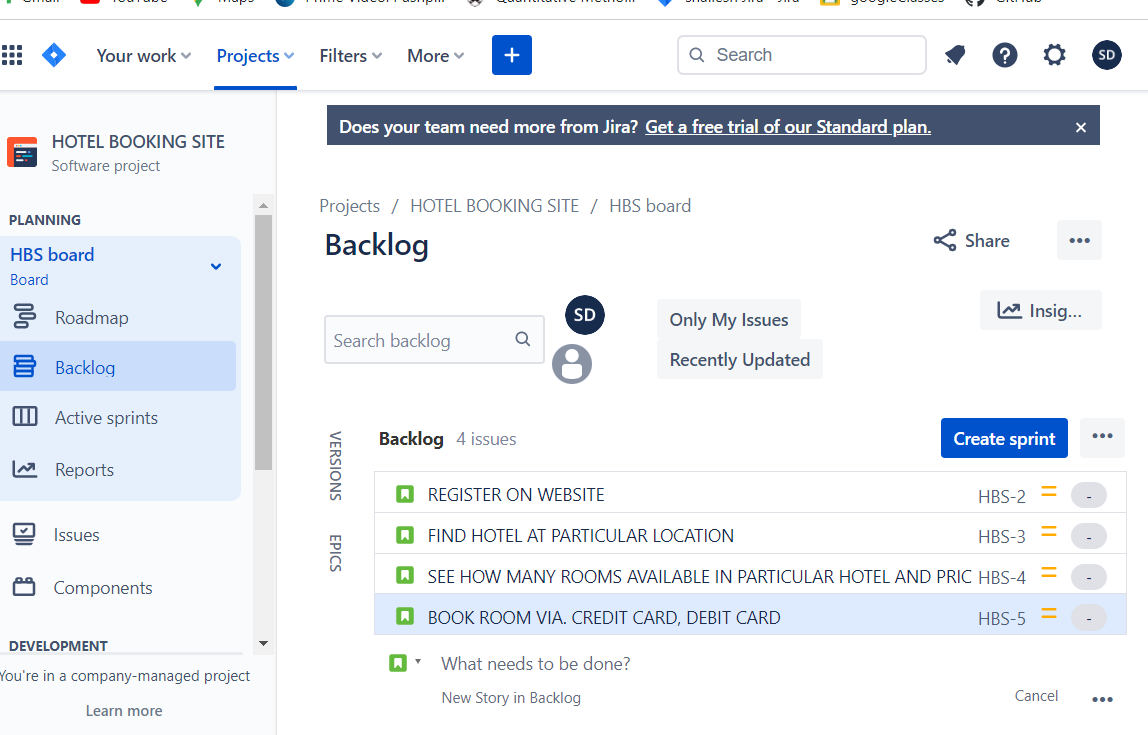 Your work Projects Filters More + Search SD
HOTEL BOOKING SITE
Software project
PLANNING
HBS board
Board
Roadmap
Backlog
Active sprints
Reports
Issues
Components
DEVELOPMENT
You're in a company-managed project
Learn more
Does your team need more from Jira? Get a free trial of our Standard plan. ×
Projects / HOTEL BOOKING SITE / HBS board
Backlog
Share
Search backlog
SD
Only My Issues
Recently Updated
Insig...
VERSIONS
EPICS
Backlog 4 issues
Create sprint
REGISTER ON WEBSITE HBS-2 -
FIND HOTEL AT PARTICULAR LOCATION HBS-3 -
SEE HOW MANY ROOMS AVAILABLE IN PARTICULAR HOTEL AND PRIC HBS-4 -
BOOK ROOM VIA. CREDIT CARD, DEBIT CARD HBS-5 -
What needs to be done?
New Story in Backlog
Cancel